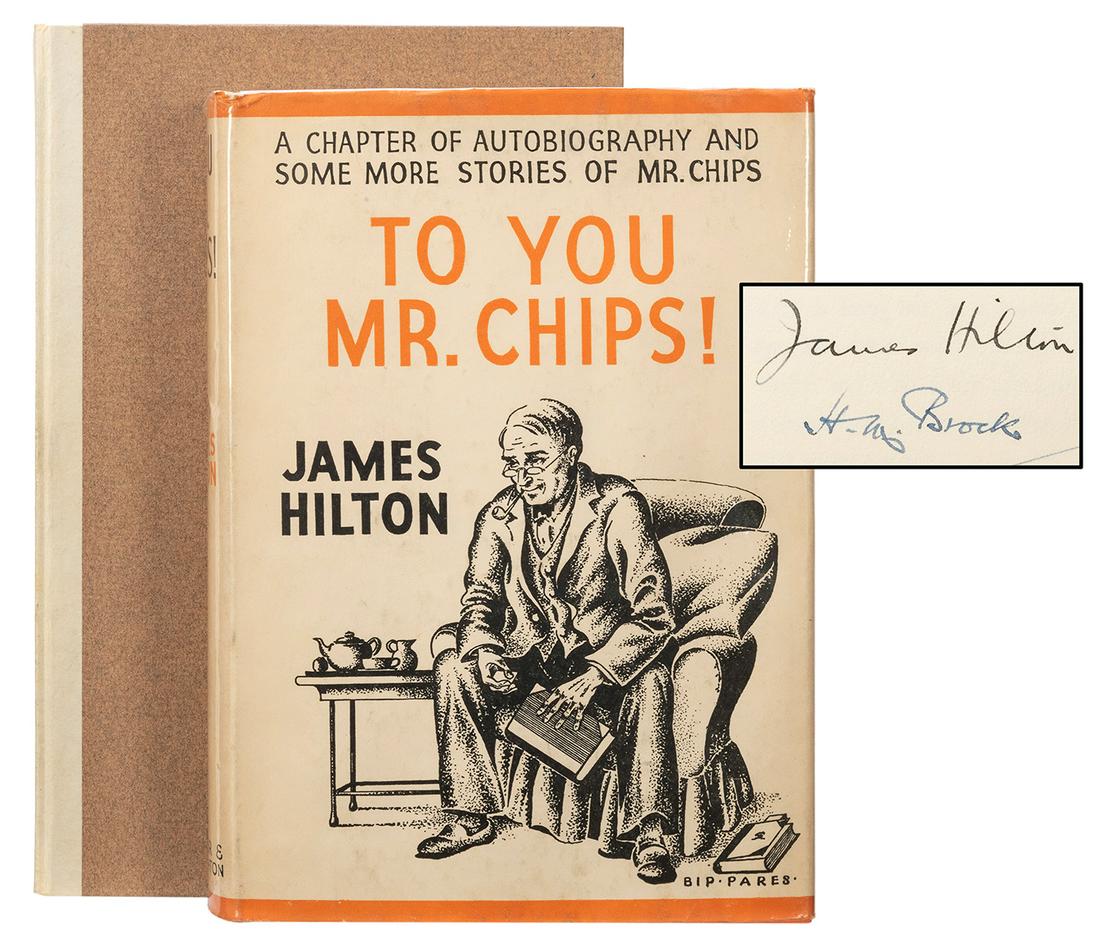 A CHAPTER OF AUTOBIOGRAPHY AND
SOME MORE STORIES OF MR. CHIPS
TO YOU
MR. CHIPS!
JAMES
HILTON
BIP·PARES·
James Hilton
H. M. Brock